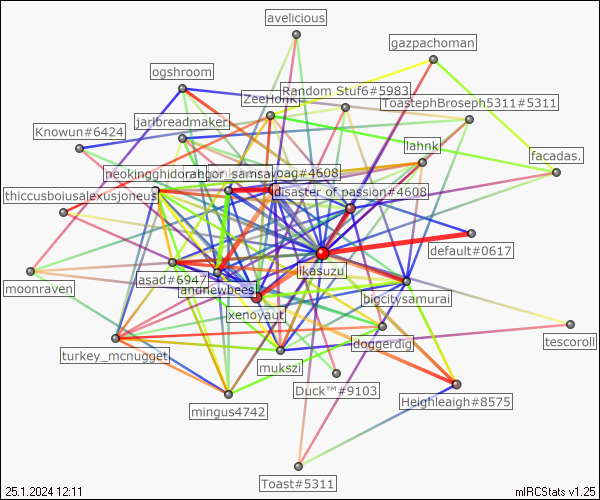 avelicious
gazpachoman
ogshroom
Random Stuf6#5983
ZeeHonk
ToastephBroseph5311#5311
jaribreadmaker
Knowun#6424
lahnk
facadas.
neokingghidorah
gor_samsavoag#4608
disaster of passion#4608
thiccusboiusalexusjoneus
default#0617
ikasuzu
moonraven
asad#6947
andrewbees
bigcitysamurai
xenoyaut
tescoroll
turkey_mcnugget
doggerdig
mukszi
Duck™#9103
mingus4742
Heighleaigh#8575
Toast#5311
25.1.2024 12:11
mIRCStats v1.25